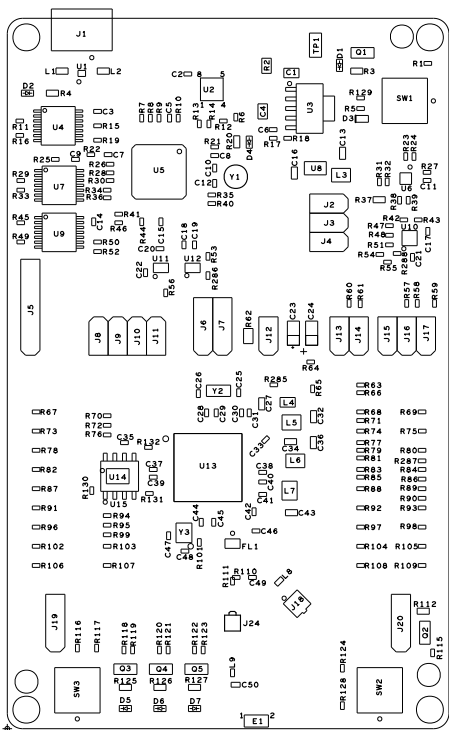 J1
L1 U1 L2
TP1 D1 Q1
R1
R2
C2 8 5
U2
1 4
C1
R3
D2 R4
R129
R5
D3
SW1
U3
C4
R7 R8 R9 C5 R10
R13 R14 R12 R6
C3
U4
R15
R11
R16
R19
C6
R17
R18
R21 R20 D4
C8
C13
R22
C9 C7
R25
R26
R28
R30
R34
R36
U5
C10
C12
Y1
R35
R40
C16
U8
L3
R23 R24
R31 R32
U6
R27
C11
R29
R33
U7
J2
J3
J4
R37
R38 R39
R45
R49
U9
C14
R41
R46
R44 C15
R50
R52
C20
C18 C19
R42 R43
R47
R48
R51
U10
C17
R54
R55
R288
C21
U11 U12
C22
R56
R53
R286
J5
J8 J9 J10 J11
J6 J7
R62
J12
C23 C24
+
R60 R61
J13 J14
R57 R58 R59
J15 J16 J17
R64
R285
R65
R63
R66
C26 Y2 C25
C28 C29 C30 C31
C27
L4
L5
C32
C34
C36
C33
L6
R67
R73
R78
R82
R87
R91
R96
R102
R106
R70
R72
R76
C35
R132
U14
C37
C39
R131
R130
U15
R94
R95
R99
R103
R107
U13
C38
C40
C41
C42
L7
C43
C44 C45
C46
Y3
C47
C48
R101
FL1
R68
R71
R74
R77
R79
R81
R83
R85
R88
R92
R97
R104
R108
R69
R75
R80
R287
R84
R86
R89
R90
R93
R98
R105
R109
R111
R110
C49
L8
J18
J24
J19
R116 R117
R118 R119
R120 R121
R122 R123
R124
J20
R112
Q2
R115
Q3 Q4 Q5
R125 R126 R127
D5 D6 D7
L9
C50
SW3
SW2
R128
1 E1 2